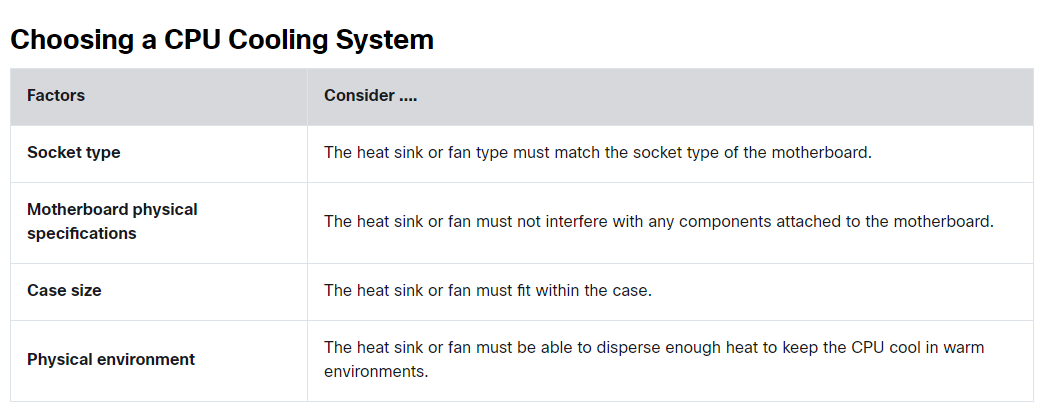 Choosing a CPU Cooling System
Factors
Consider ....
Socket type
The heat sink or fan type must match the socket type of the motherboard.
Motherboard physical
specifications
The heat sink or fan must not interfere with any components attached to the motherboard.
Case size
The heat sink or fan must fit within the case.
Physical environment
The heat sink or fan must be able to disperse enough heat to keep the CPU cool in warm
environments.